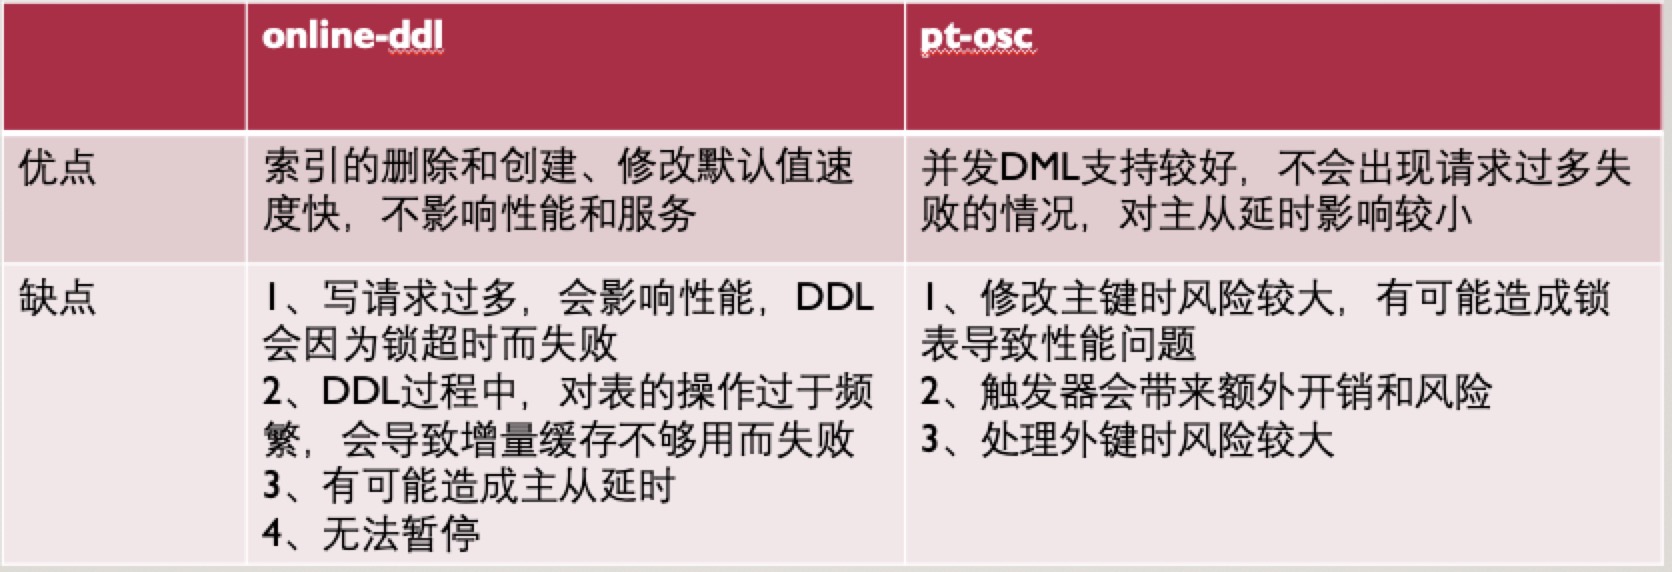 online-ddl
pt-osc
优点
索引的删除和创建、修改默认值速
度快，不影响性能和服务
并发DML支持较好，不会出现请求过多失
败的情况，对主从延时影响较小
缺点
1、写请求过多，会影响性能，DDL
会因为锁超时而失败
2、DDL过程中，对表的操作过于频
繁，会导致增量缓存不够用而失败
3、有可能造成主从延时
4、无法暂停
1、修改主键时风险较大，有可能造成锁
表导致性能问题
2、触发器会带来额外开销和风险
3、处理外键时风险较大